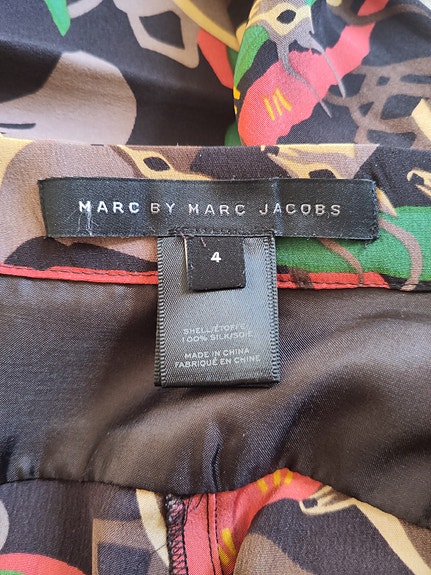 MARC BY MARC JACOBS
4
SHELL/ÉTOFFE
100% SILK/SOIE
MADE IN CHINA
FABRIQUÉ EN CHINE